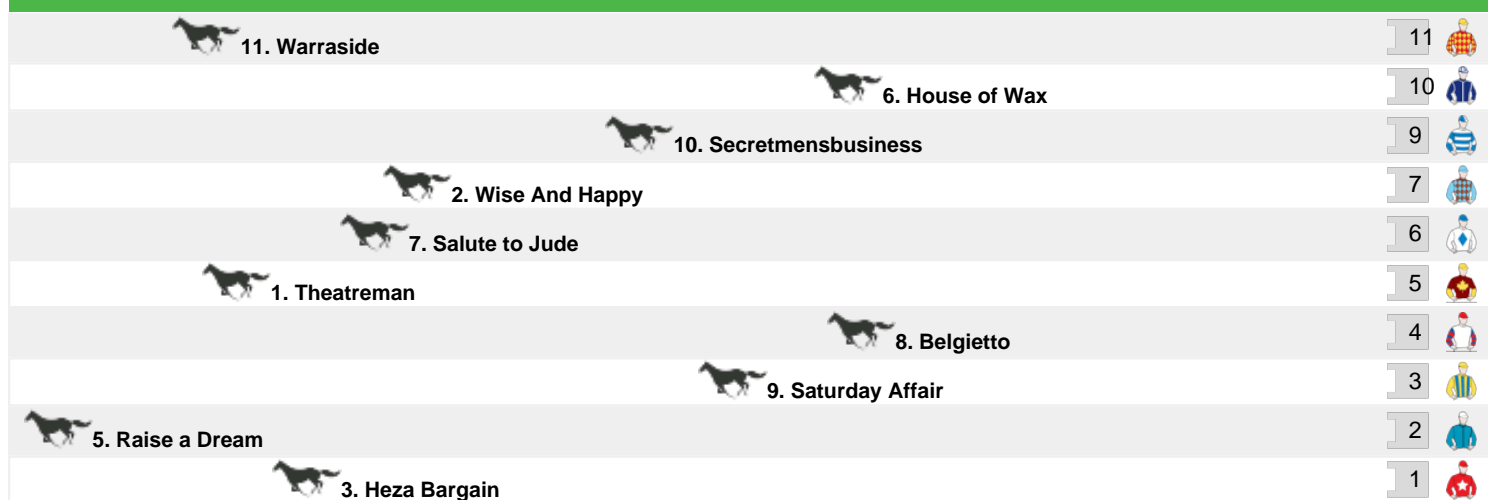 11. Warraside 11
6. House of Wax 10
10. Secretmensbusiness 9
2. Wise And Happy 7
7. Salute to Jude 6
1. Theatreman 5
8. Belgietto 4
9. Saturday Affair 3
5. Raise a Dream 2
3. Heza Bargain 1